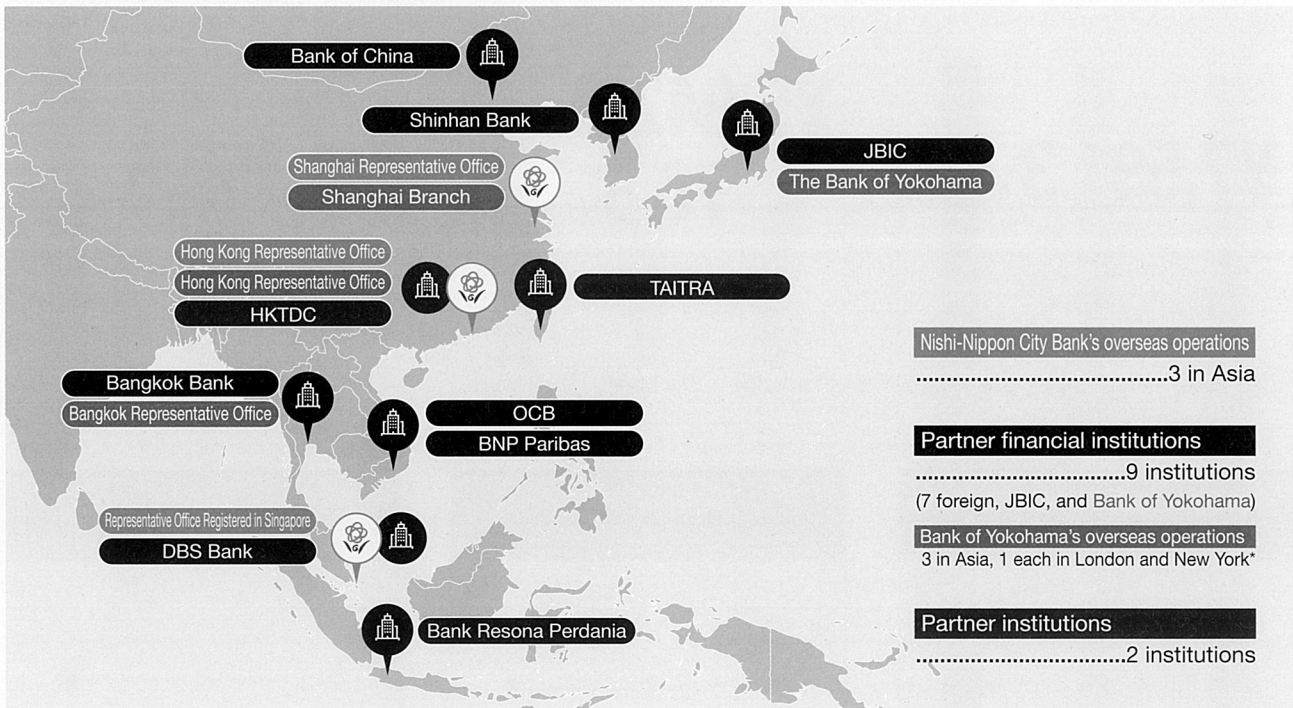 Bank of China
Shinhan Bank
JBIC
The Bank of Yokohama
Shanghai Representative Office
Shanghai Branch
Hong Kong Representative Office
Hong Kong Representative Office
HKTDC
TAITRA
Bangkok Bank
Bangkok Representative Office
OCB
BNP Paribas
Representative Office Registered in Singapore
DBS Bank
Bank Resona Perdania
Nishi-Nippon City Bank's overseas operations
........................................3 in Asia
Partner financial institutions
.................................9 institutions
(7 foreign, JBIC, and Bank of Yokohama)
Bank of Yokohama's overseas operations
3 in Asia, 1 each in London and New York*
Partner institutions
.................................2 institutions